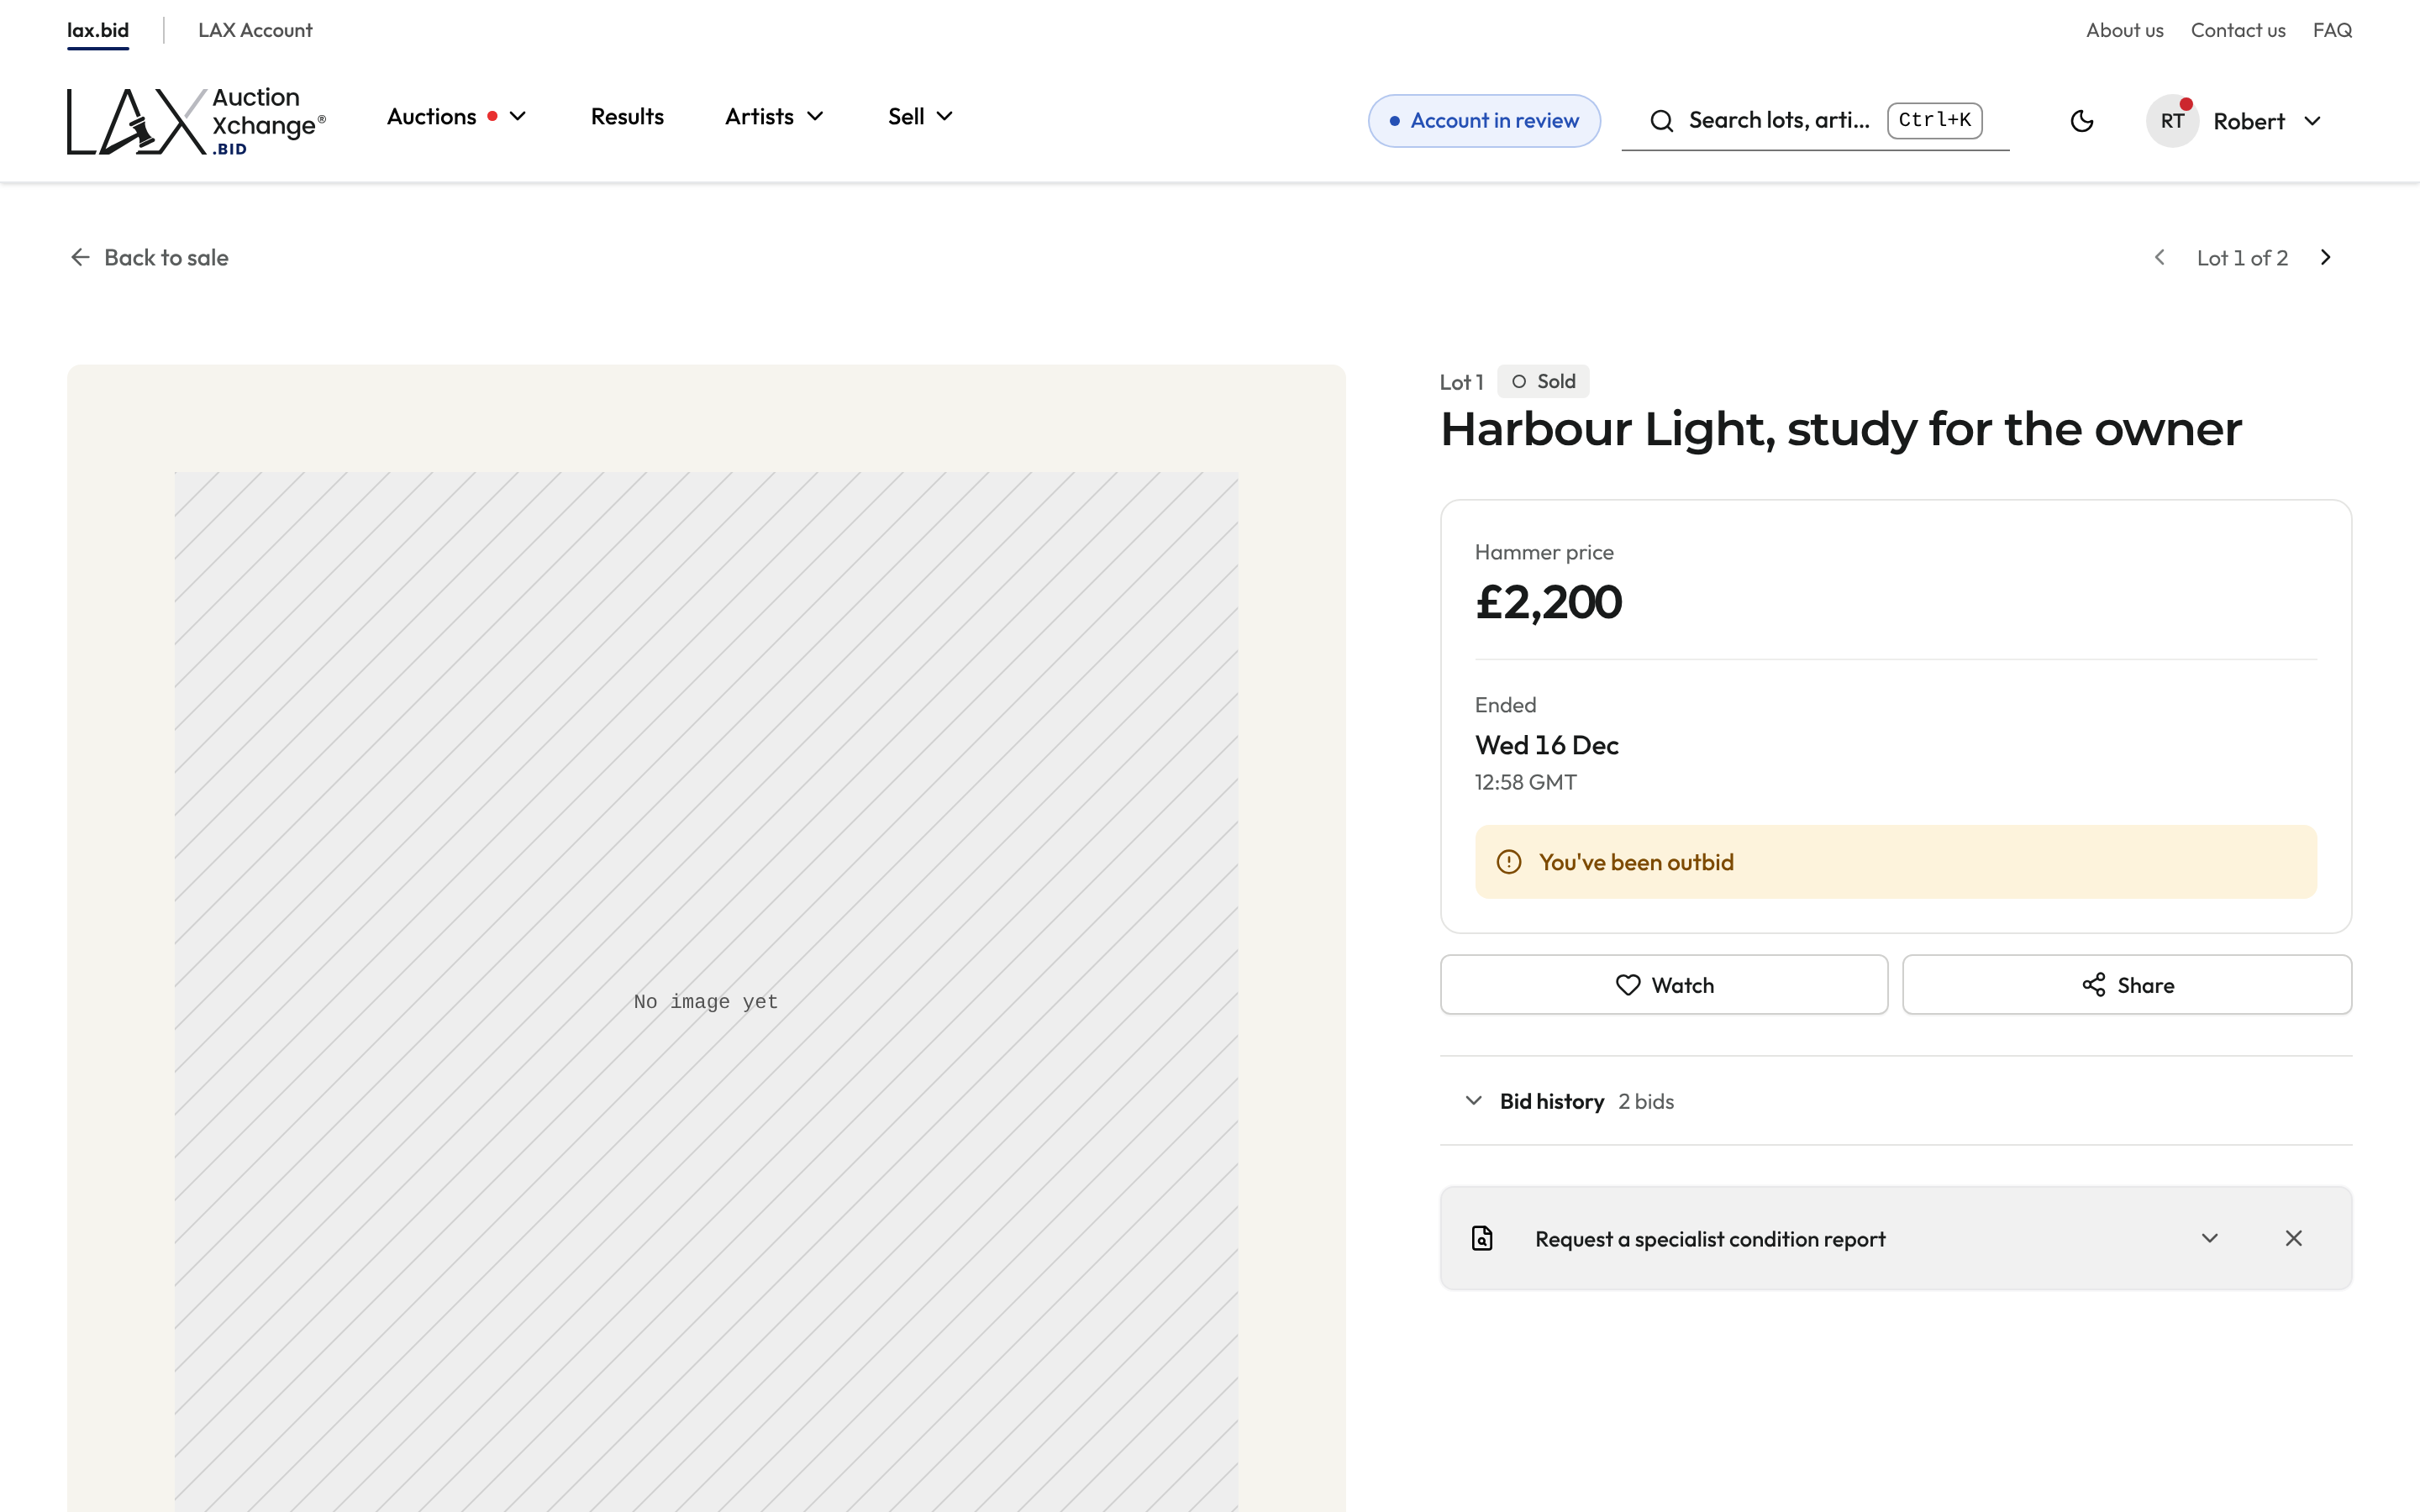 lax.bid
LAX Account
About us
Contact us
FAQ
LAX Auction
Xchange®
.BID
Auctions
Results
Artists
Sell
Account in review
Search lots, arti...
Ctrl+K
RT
Robert
Back to sale
Lot 1 of 2
Lot 1
Sold
Harbour Light, study for the owner
Hammer price
£2,200
Ended
Wed 16 Dec
12:58 GMT
You've been outbid
No image yet
Watch
Share
Bid history 2 bids
Request a specialist condition report